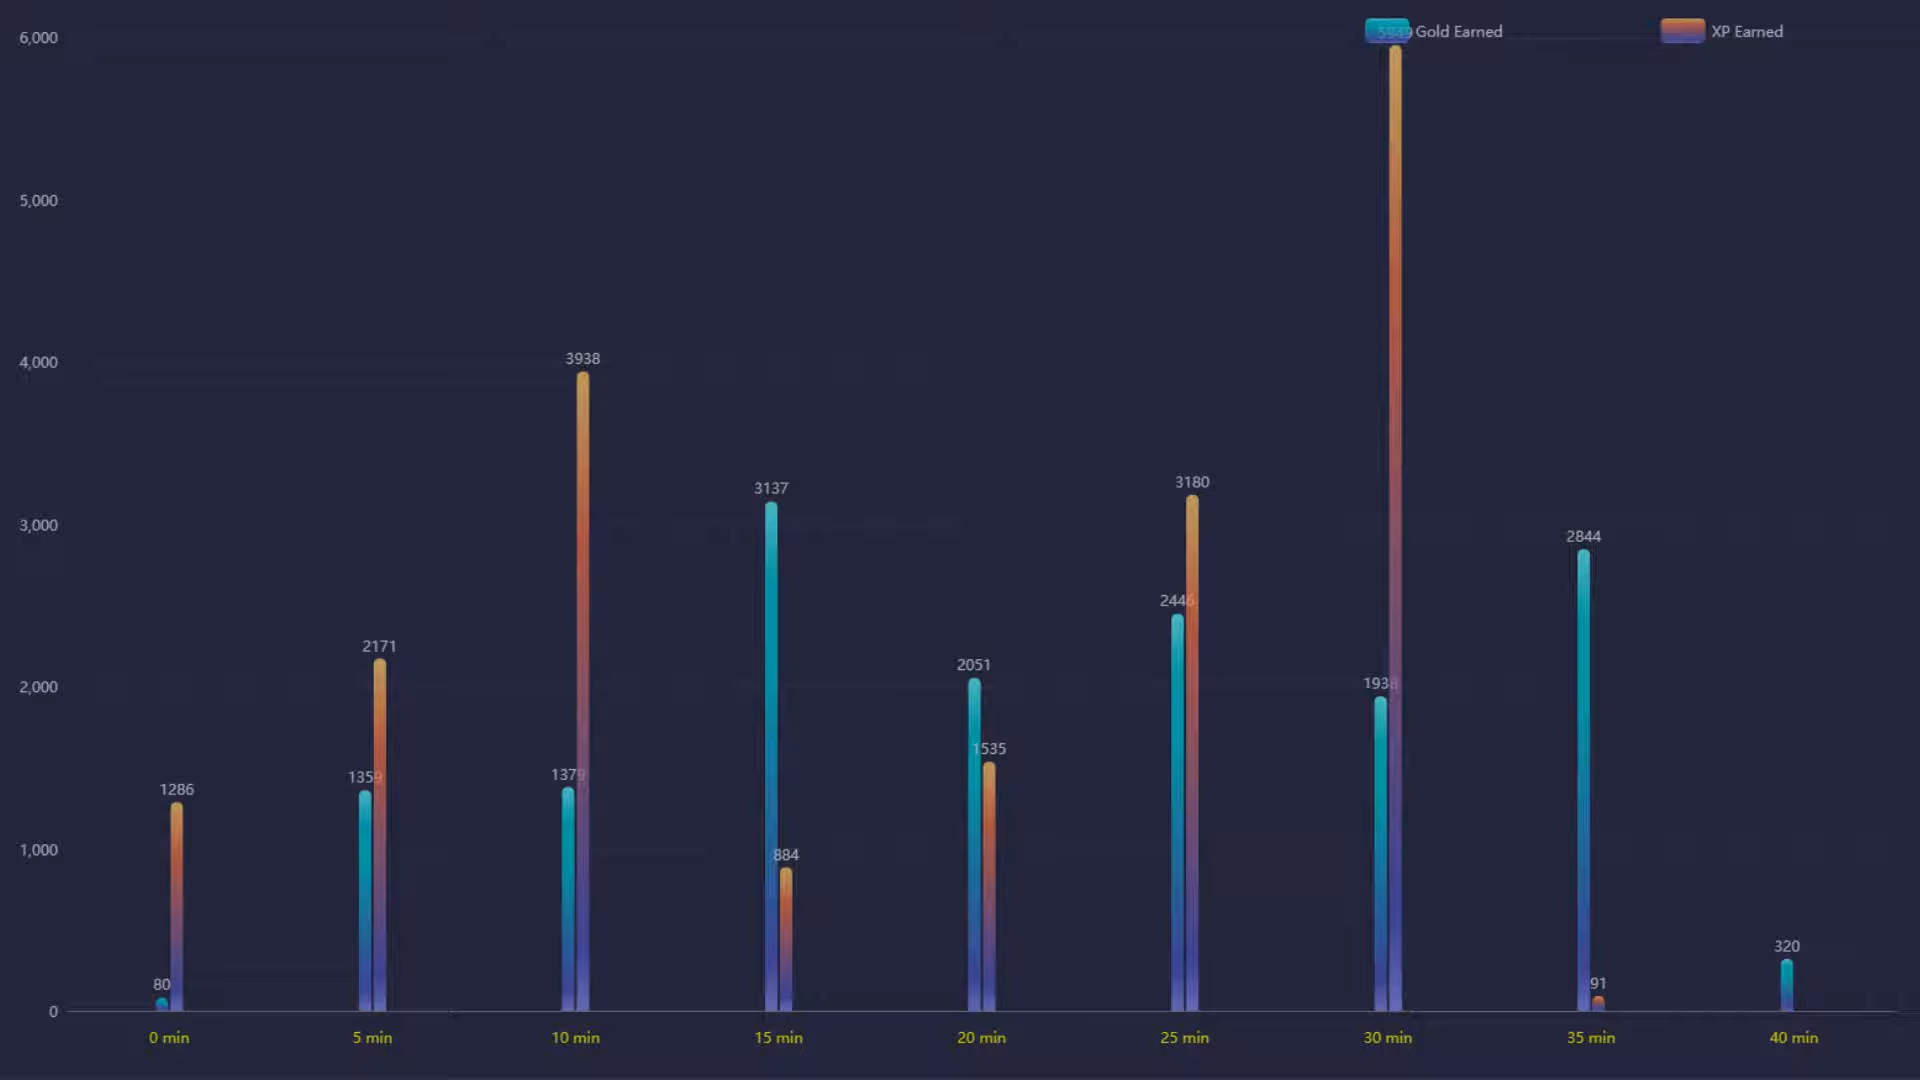 6,000
5,000
4,000
3,000
2,000
1,000
0
Gold Earned
XP Earned
80
1286
1359
2171
1379
3938
3137
884
2051
1535
2446
3180
1938
5949
2844
91
320
0 min
5 min
10 min
15 min
20 min
25 min
30 min
35 min
40 min